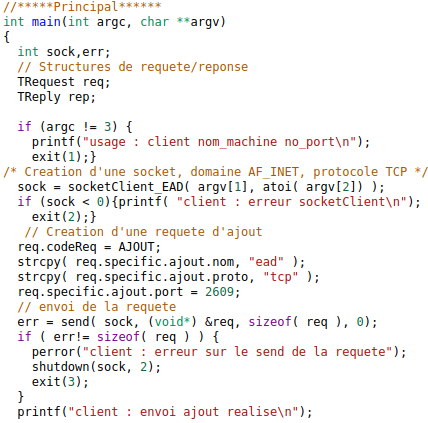 //*****Principal******
int main(int argc, char **argv)
{
  int sock,err;
  // Structures de requete/reponse
  TRequest req;
  TReply rep;

  if (argc != 3) {
    printf("usage : client nom_machine no_port\n");
    exit(1);}
/* Creation d'une socket, domaine AF_INET, protocole TCP */
  sock = socketClient_EAD( argv[1], atoi( argv[2]) );
  if (sock < 0){printf( "client : erreur socketClient\n");
    exit(2);}
   // Creation d'une requete d'ajout
  req.codeReq = AJOUT;
  strcpy( req.specific.ajout.nom, "ead" );
  strcpy( req.specific.ajout.proto, "tcp" );
  req.specific.ajout.port = 2609;
  // envoi de la requete
  err = send( sock, (void*) &req, sizeof( req ), 0);
  if ( err!= sizeof( req ) ) {
    perror("client : erreur sur le send de la requete");
    shutdown(sock, 2);
    exit(3);
  }
  printf("client : envoi ajout realise\n");